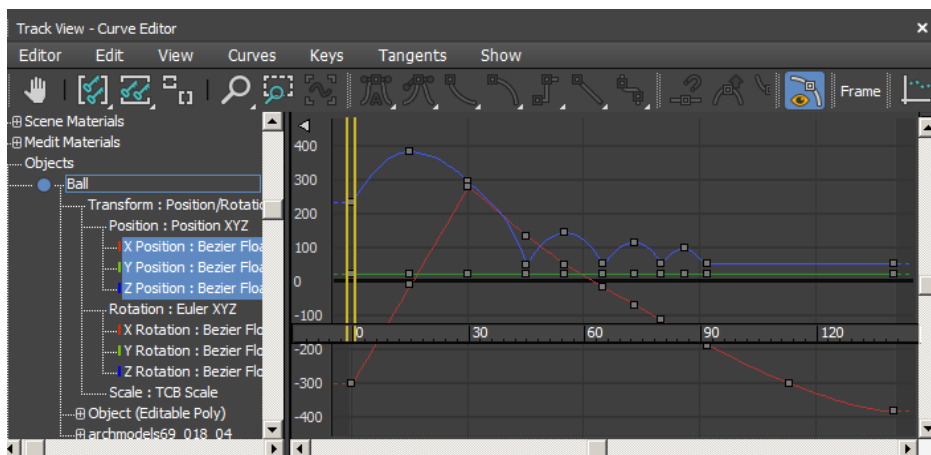 Track View - Curve Editor
Editor Edit View Curves Keys Tangents Show
Frame
Scene Materials
Medit Materials
Objects
Ball
Transform : Position/Rotatio
Position : Position XYZ
X Position : Bezier Floa
Y Position : Bezier Floa
Z Position : Bezier Floa
Rotation : Euler XYZ
X Rotation : Bezier Flo
Y Rotation : Bezier Flo
Z Rotation : Bezier Flo
Scale : TCB Scale
Object (Editable Poly)
archmodels69_018_04
400
300
200
100
0
-100
0 30 60 90 120
-200
-300
-400